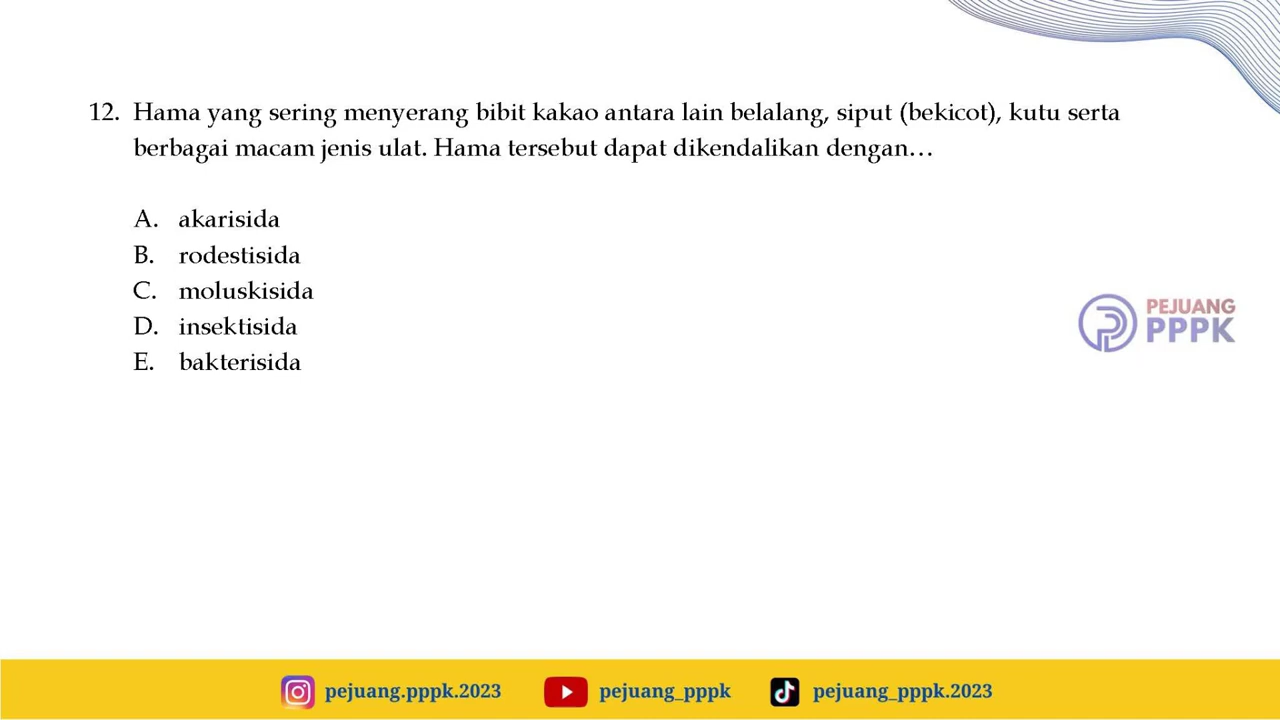 12. Hama yang sering menyerang bibit kakao antara lain belalang, siput (bekicot), kutu serta
berbagai macam jenis ulat. Hama tersebut dapat dikendalikan dengan…
A. akarisida
B. rodestisida
C. moluskisida
D. insektisida
E. bakterisida
PEJUANG
PPPK
pejuang.pppk.2023
pejuang_pppk
pejuang_pppk.2023